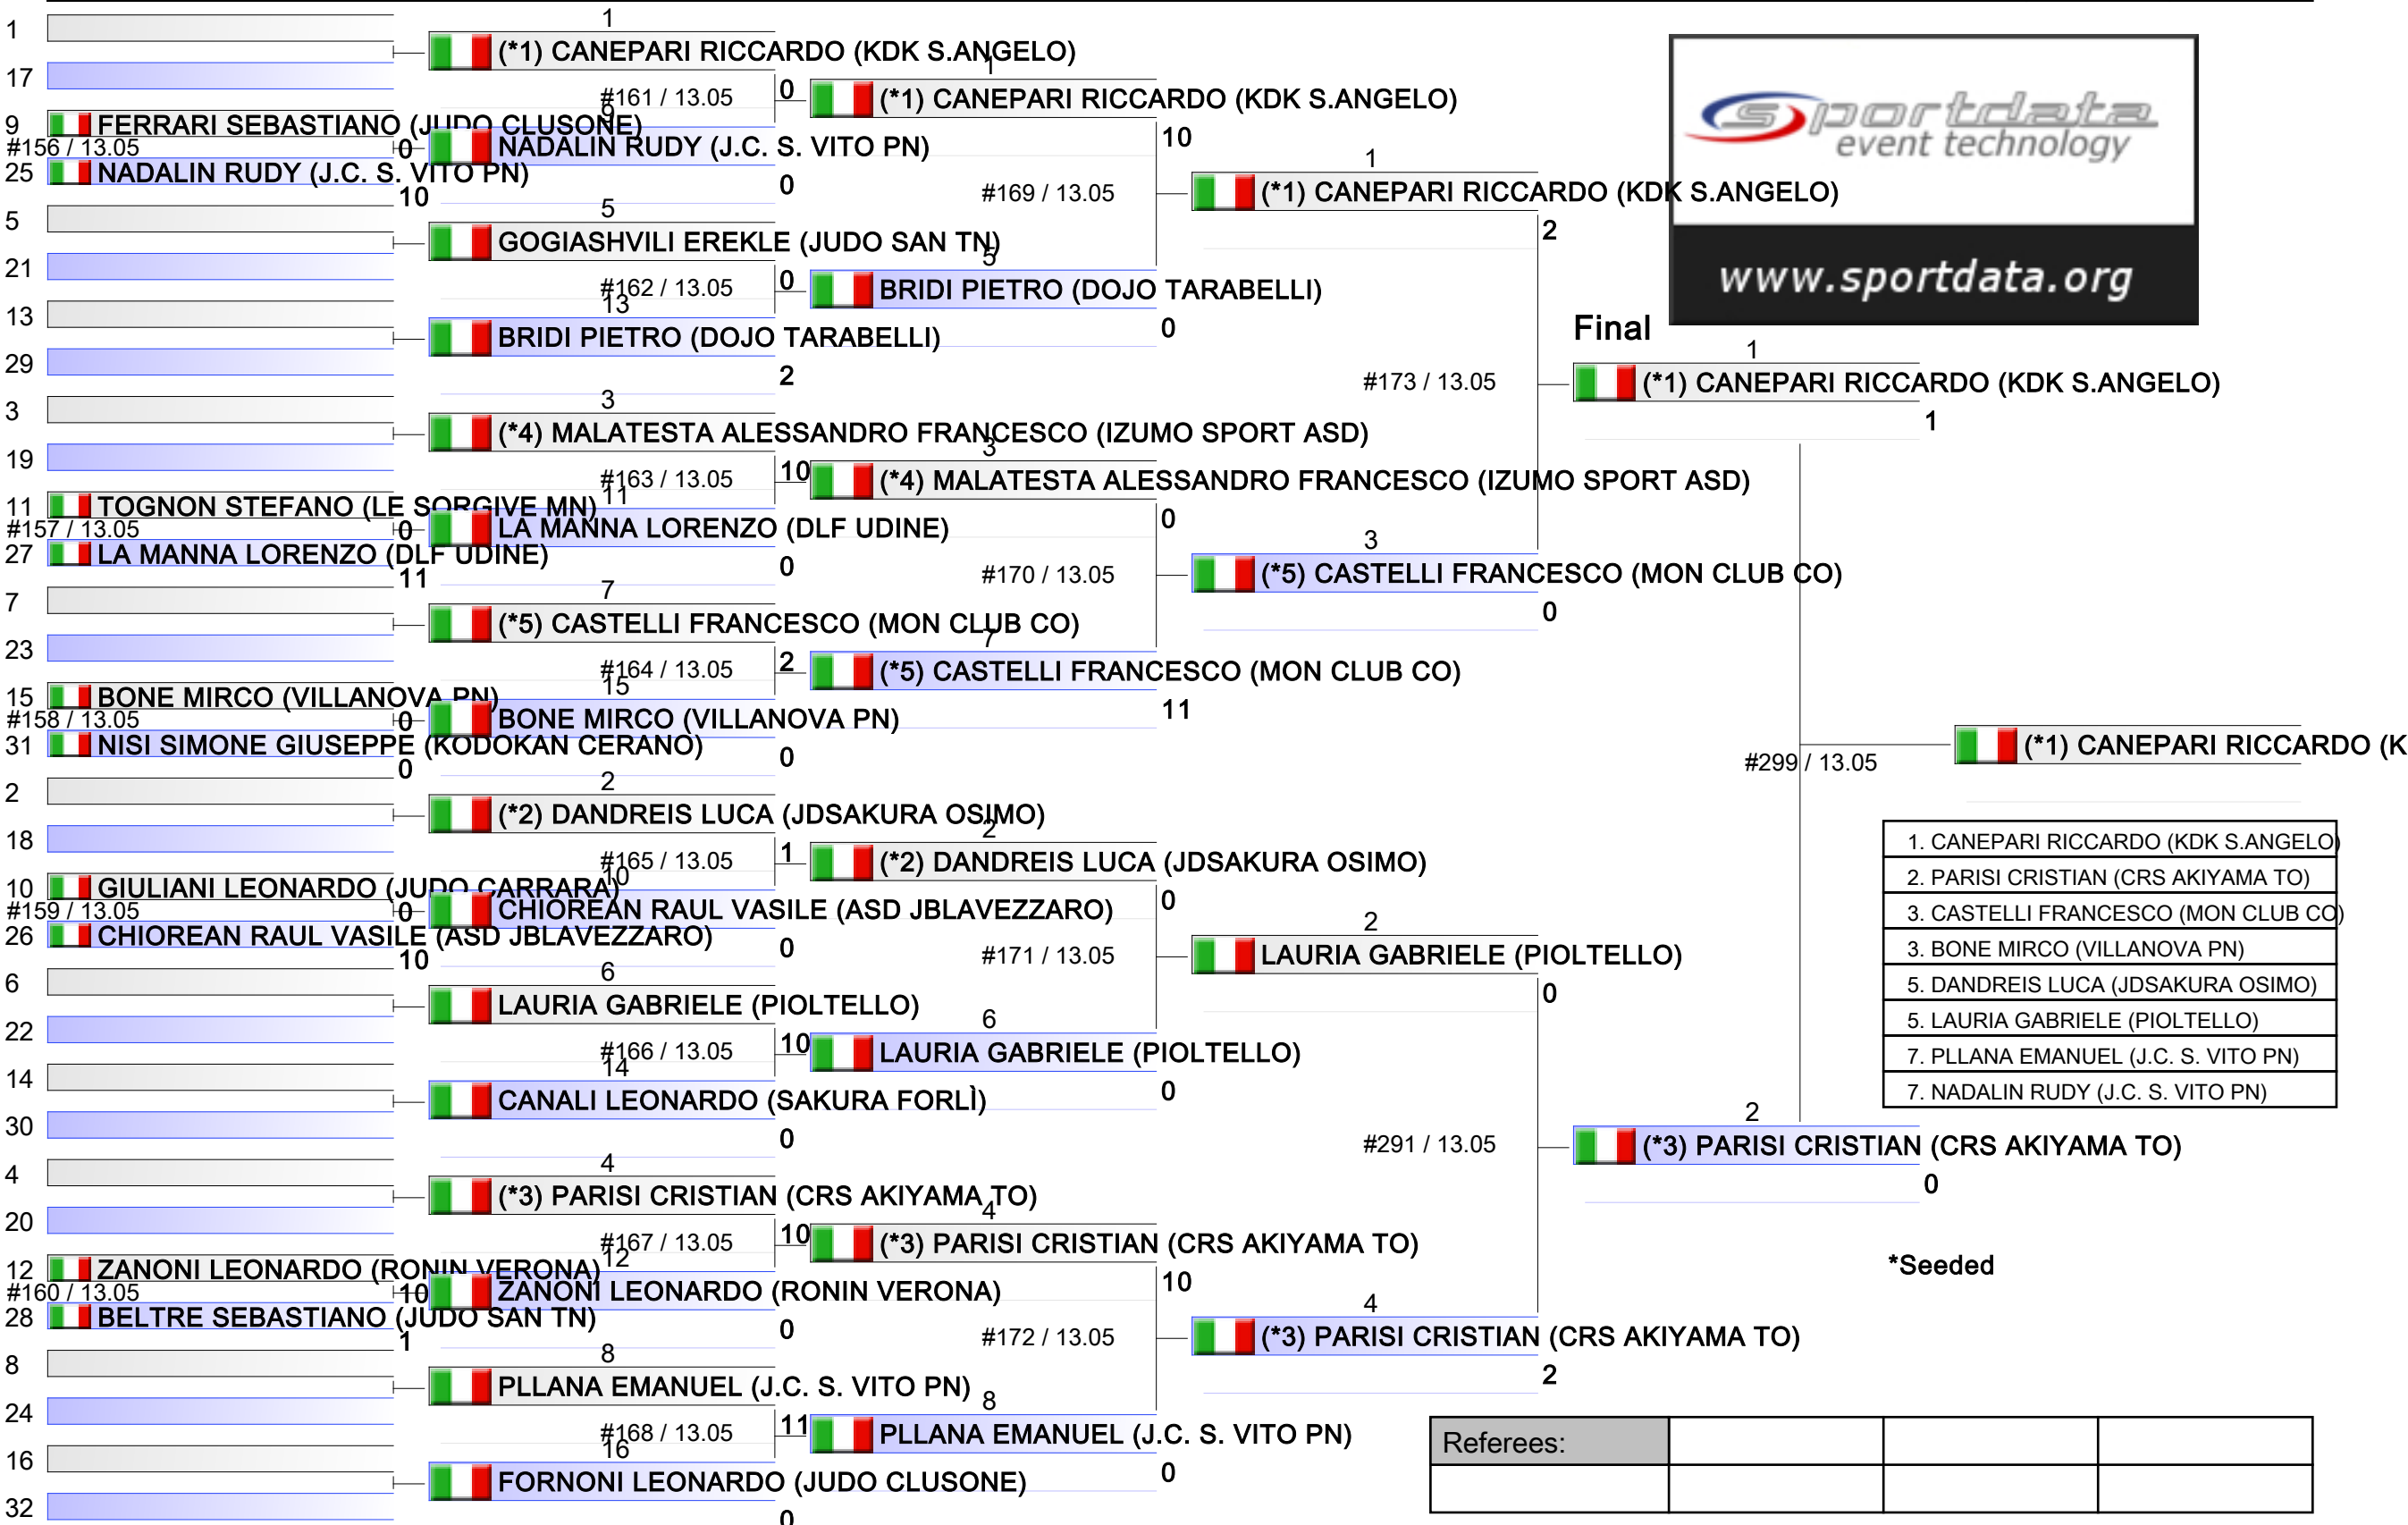 1
17
9 FERRARI SEBASTIANO (JUDO CLUSONE)
#156 / 13.05 0
25 NADALIN RUDY (J.C. S. VITO PN)
10
5
21
13
29
3
19
11 TOGNON STEFANO (LE SORGIVE MN)
#157 / 13.05 0
27 LA MANNA LORENZO (DLF UDINE)
11
7
23
15 BONE MIRCO (VILLANOVA PN)
#158 / 13.05 0
31 NISI SIMONE GIUSEPPE (KODOKAN CERANO)
0
2
18
10 GIULIANI LEONARDO (JUDO CARRARA)
#159 / 13.05 0
26 CHIOREAN RAUL VASILE (ASD JBLAVEZZARO)
10
6
22
14
30
4
20
12 ZANONI LEONARDO (RONIN VERONA)
#160 / 13.05 10
28 BELTRE SEBASTIANO (JUDO SAN TN)
1
8
24
16
32
1
(*1) CANEPARI RICCARDO (KDK S.ANGELO)
#161 / 13.05 0
9
NADALIN RUDY (J.C. S. VITO PN)
0
5
GOGIASHVILI EREKLE (JUDO SAN TN)
#162 / 13.05 0
13
BRIDI PIETRO (DOJO TARABELLI)
2
3
(*4) MALATESTA ALESSANDRO FRANCESCO (IZUMO SPORT ASD)
#163 / 13.05 10
11
LA MANNA LORENZO (DLF UDINE)
0
7
(*5) CASTELLI FRANCESCO (MON CLUB CO)
#164 / 13.05 2
15
BONE MIRCO (VILLANOVA PN)
0
2
(*2) DANDREIS LUCA (JDSAKURA OSIMO)
#165 / 13.05 1
10
CHIOREAN RAUL VASILE (ASD JBLAVEZZARO)
0
6
LAURIA GABRIELE (PIOLTELLO)
#166 / 13.05 10
14
CANALI LEONARDO (SAKURA FORLÌ)
0
4
(*3) PARISI CRISTIAN (CRS AKIYAMA TO)
#167 / 13.05 10
12
ZANONI LEONARDO (RONIN VERONA)
0
8
PLLANA EMANUEL (J.C. S. VITO PN)
#168 / 13.05 11
16
FORNONI LEONARDO (JUDO CLUSONE)
0
1
(*1) CANEPARI RICCARDO (KDK S.ANGELO)
10
#169 / 13.05
5
BRIDI PIETRO (DOJO TARABELLI)
0
3
(*4) MALATESTA ALESSANDRO FRANCESCO (IZUMO SPORT ASD)
0
#170 / 13.05
7
(*5) CASTELLI FRANCESCO (MON CLUB CO)
11
2
(*2) DANDREIS LUCA (JDSAKURA OSIMO)
0
#171 / 13.05
6
LAURIA GABRIELE (PIOLTELLO)
0
4
(*3) PARISI CRISTIAN (CRS AKIYAMA TO)
10
#172 / 13.05
8
PLLANA EMANUEL (J.C. S. VITO PN)
0
1
(*1) CANEPARI RICCARDO (KDK S.ANGELO)
2
#173 / 13.05
3
(*5) CASTELLI FRANCESCO (MON CLUB CO)
0
2
LAURIA GABRIELE (PIOLTELLO)
0
#291 / 13.05
4
(*3) PARISI CRISTIAN (CRS AKIYAMA TO)
2
sportdata
event technology
www.sportdata.org
Final
1
(*1) CANEPARI RICCARDO (KDK S.ANGELO)
1
#299 / 13.05
2
(*3) PARISI CRISTIAN (CRS AKIYAMA TO)
0
(*1) CANEPARI RICCARDO (K
1. CANEPARI RICCARDO (KDK S.ANGELO)
2. PARISI CRISTIAN (CRS AKIYAMA TO)
3. CASTELLI FRANCESCO (MON CLUB CO)
3. BONE MIRCO (VILLANOVA PN)
5. DANDREIS LUCA (JDSAKURA OSIMO)
5. LAURIA GABRIELE (PIOLTELLO)
7. PLLANA EMANUEL (J.C. S. VITO PN)
7. NADALIN RUDY (J.C. S. VITO PN)
*Seeded
Referees: